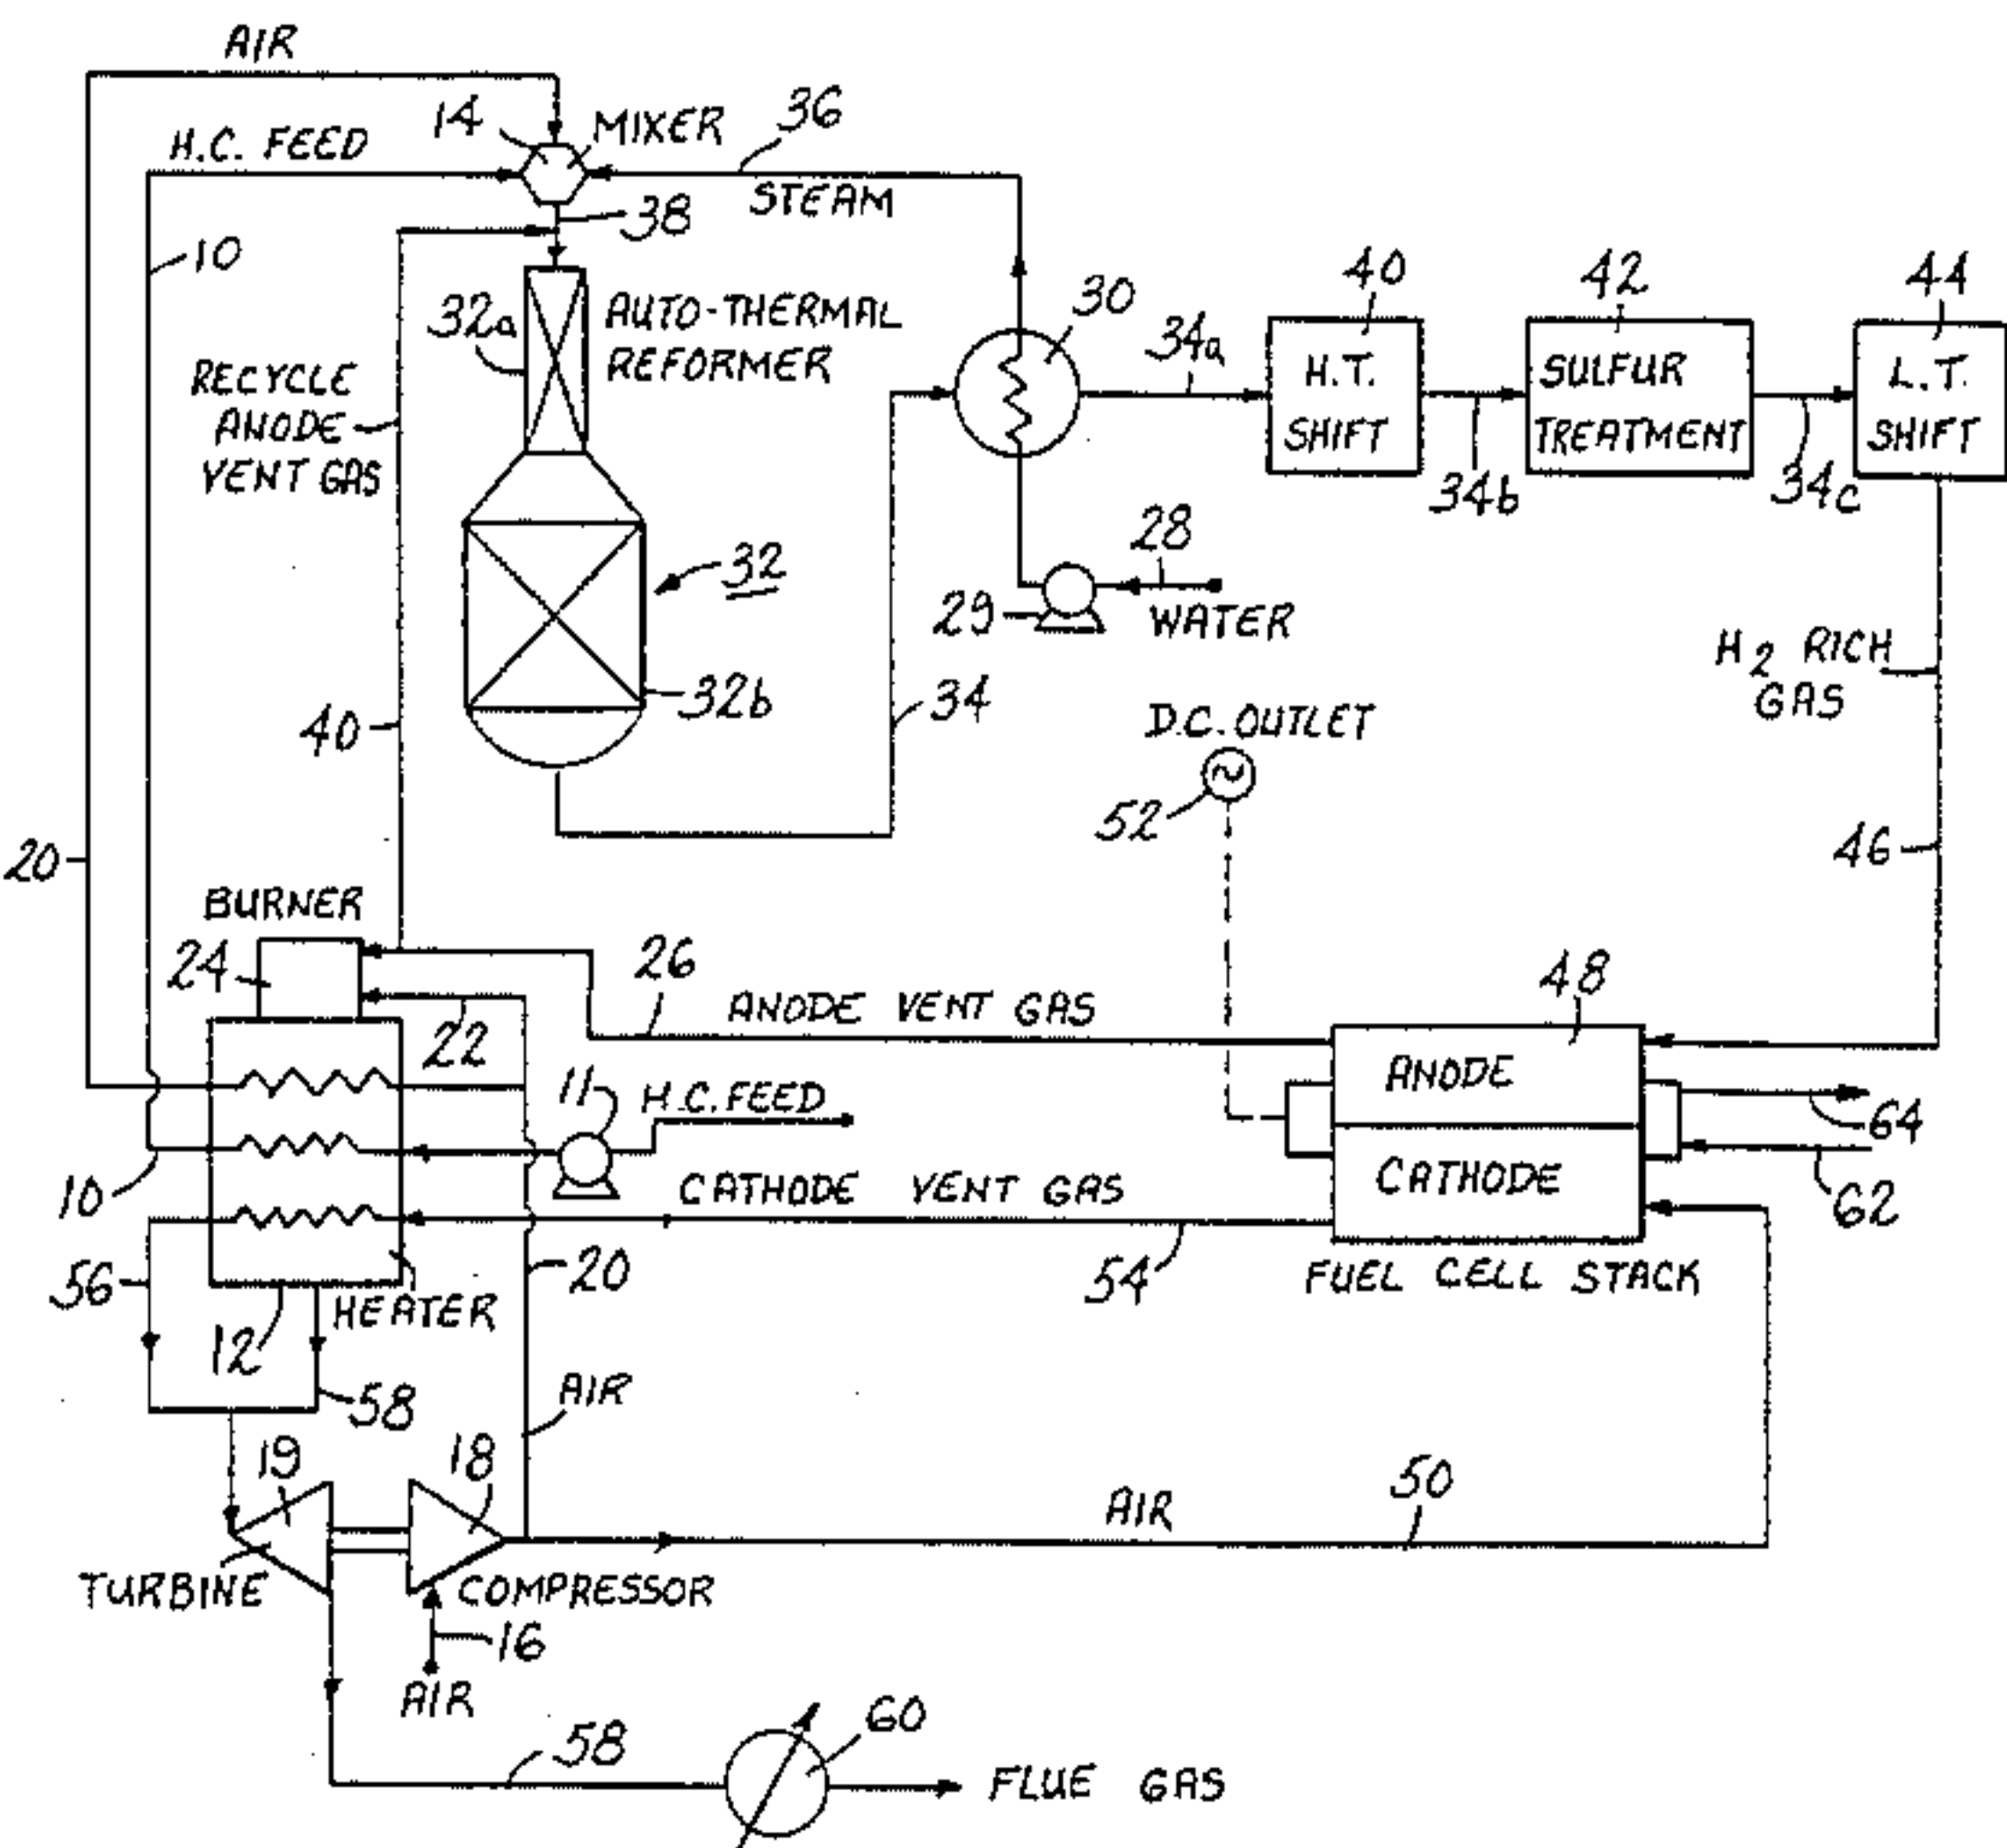 AIR
14
MIXER
36
H.C. FEED
STEAM
38
10
32a
AUTO-THERMAL
REFORMER
30
34a
40
42
44
H.T.
SHIFT
SULFUR
TREATMENT
L.T.
SHIFT
34b
34c
RECYCLE
ANODE
VENT GAS
32
28
29
WATER
32b
34
40
H2 RICH
GAS
D.C. OUTLET
52
46
20
BURNER
24
26
ANODE VENT GAS
48
22
ANODE
11
H.C. FEED
64
10
CATHODE VENT GAS
CATHODE
62
56
20
54
FUEL CELL STACK
HEATER
12
58
AIR
19
18
AIR
50
TURBINE
COMPRESSOR
16
AIR
58
60
FLUE GAS